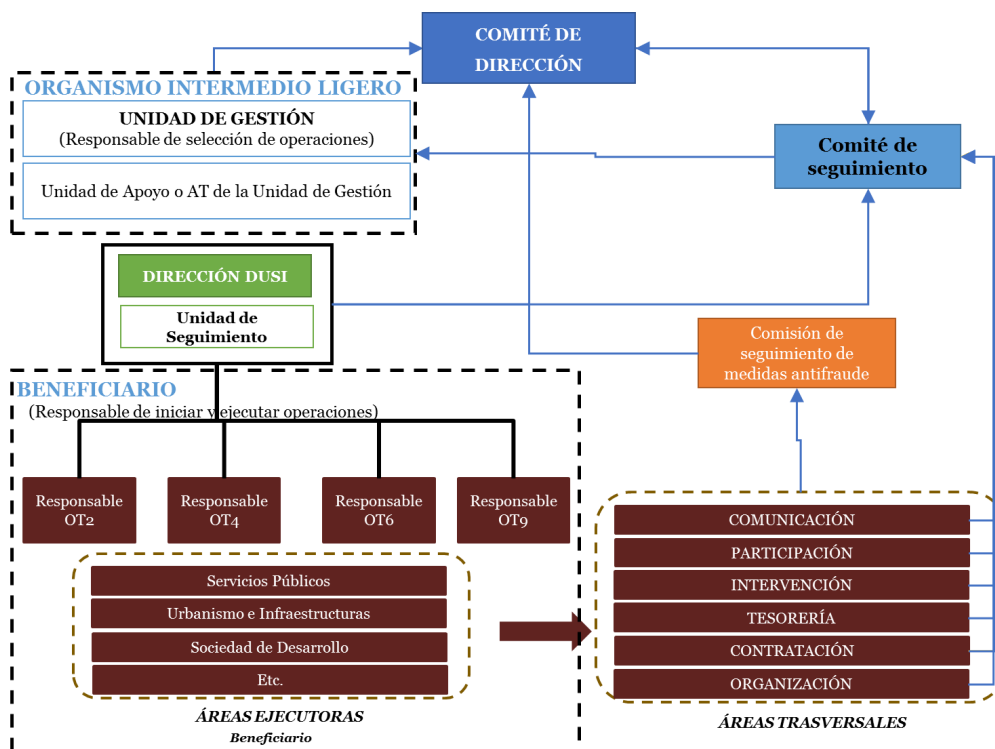 COMITÉ DE
DIRECCIÓN
ORGANISMO INTERMEDIO LIGERO
UNIDAD DE GESTIÓN
(Responsable de selección de operaciones)
Unidad de Apoyo o AT de la Unidad de Gestión
Comité de
seguimiento
DIRECCIÓN DUSI
Unidad de
Seguimiento
Comisión de
seguimiento de
medidas antifraude
BENEFICIARIO
(Responsable de iniciar y ejecutar operaciones)
Responsable
OT2
Responsable
OT4
Responsable
OT6
Responsable
OT9
Servicios Públicos
Urbanismo e Infraestructuras
Sociedad de Desarrollo
Etc.
ÁREAS EJECUTORAS
Beneficiario
COMUNICACIÓN
PARTICIPACIÓN
INTERVENCIÓN
TESORERÍA
CONTRATACIÓN
ORGANIZACIÓN
ÁREAS TRASVERSALES